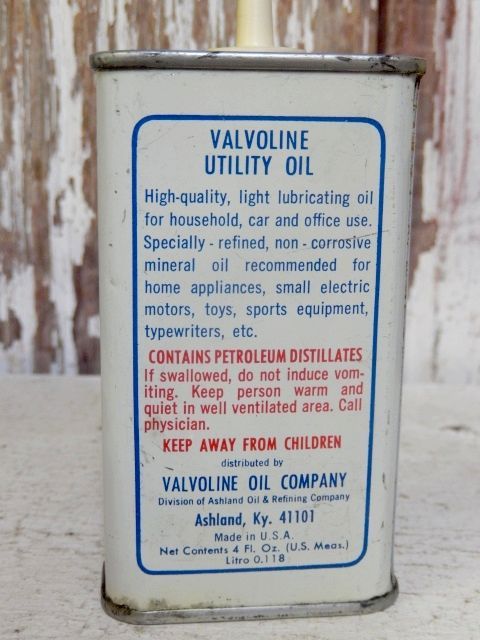 VALVOLINE
UTILITY OIL
High-quality, light lubricating oil
for household, car and office use.
Specially - refined, non - corrosive
mineral oil recommended for
home appliances, small electric
motors, toys, sports equipment,
typewriters, etc.
CONTAINS PETROLEUM DISTILLATES
If swallowed, do not induce vom-
iting. Keep person warm and
quiet in well ventilated area. Call
physician.
KEEP AWAY FROM CHILDREN
distributed by
VALVOLINE OIL COMPANY
Division of Ashland Oil & Refining Company
Ashland, Ky. 41101
Made in U.S.A.
Net Contents 4 Fl. Oz. (U.S. Meas.)
Litro 0.118